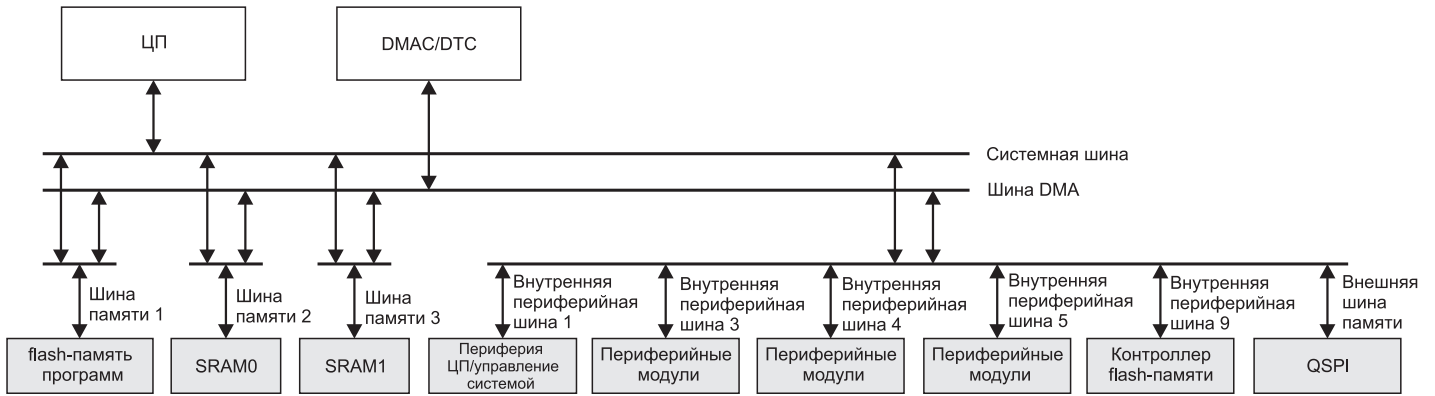 ЦП
DMAC/DTC
Системная шина
Шина DMA
Шина
памяти 1
Шина
памяти 2
Шина
памяти 3
Внутренняя
периферийная
шина 1
Внутренняя
периферийная
шина 3
Внутренняя
периферийная
шина 4
Внутренняя
периферийная
шина 5
Внутренняя
периферийная
шина 9
Внешняя
шина
памяти
flash-память
программ
SRAM0
SRAM1
Периферия
ЦП/управление
системой
Периферийные
модули
Периферийные
модули
Периферийные
модули
Контроллер
flash-памяти
QSPI